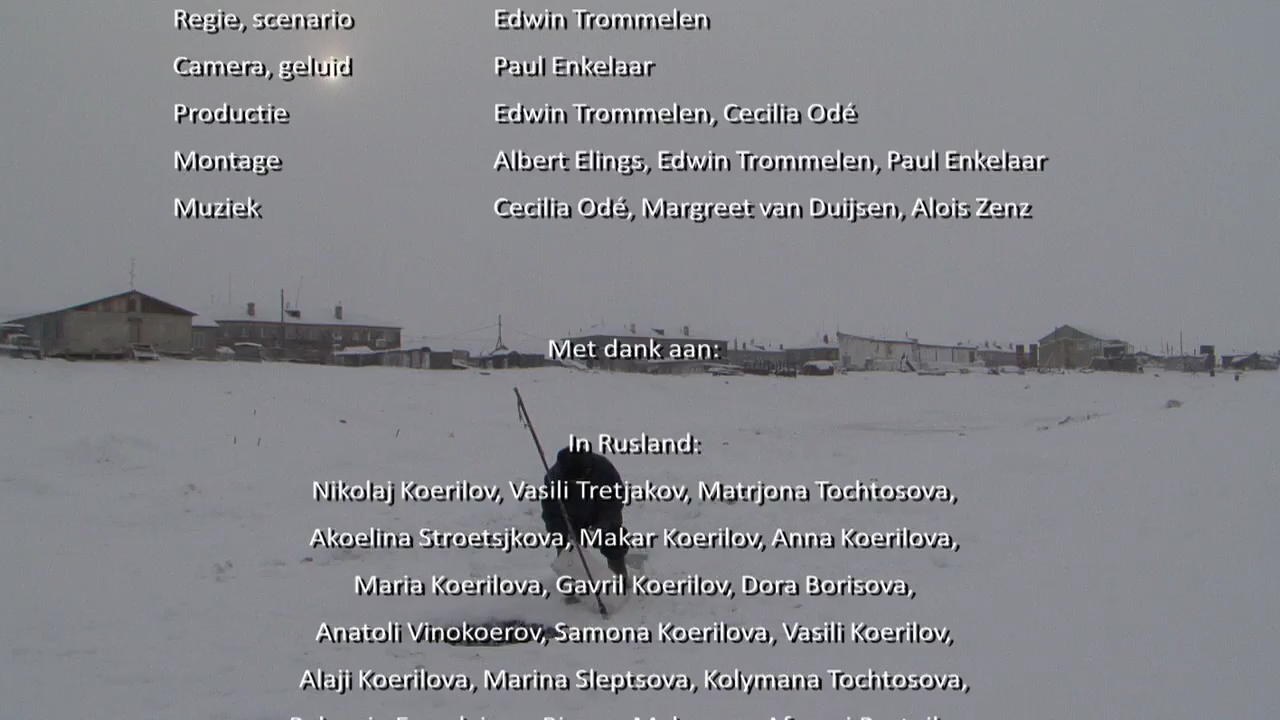 Regie, scenario Edwin Trommelen
Camera, geluid Paul Enkelaar
Productie Edwin Trommelen, Cecilia Odé
Montage Albert Elings, Edwin Trommelen, Paul Enkelaar
Muziek Cecilia Odé, Margreet van Duijsen, Alois Zenz
Met dank aan:
In Rusland:
Nikolaj Koerilov, Vasili Tretjakov, Matrjona Tochtosova,
Akoelina Stroetsjkova, Makar Koerilov, Anna Koerilova,
Maria Koerilova, Gavril Koerilov, Dora Borisova,
Anatoli Vinokoerov, Samona Koerilova, Vasili Koerilov,
Alaji Koerilova, Marina Sleptsova, Kolymana Tochtosova,